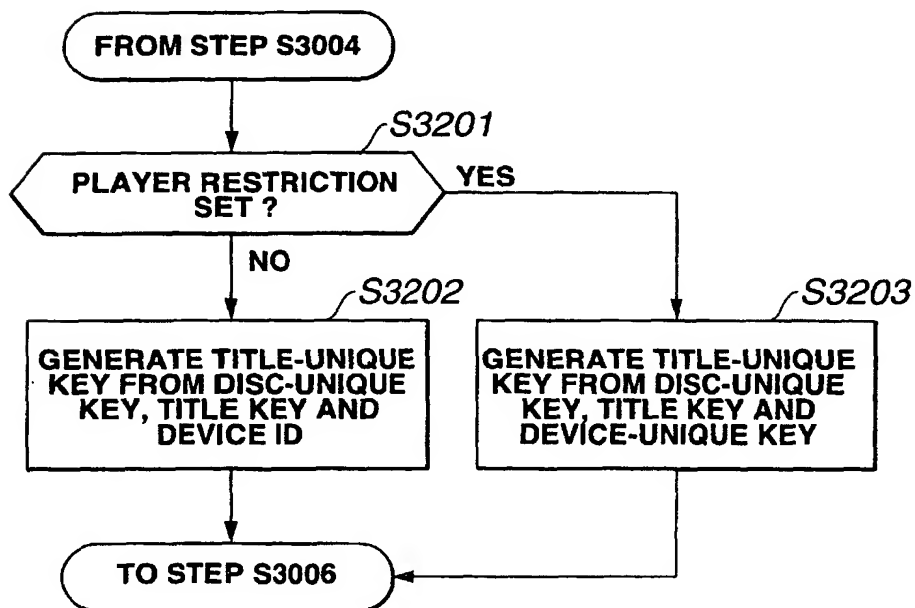 FROM STEP S3004
S3201
PLAYER RESTRICTION
SET ?
YES
NO
S3202
GENERATE TITLE-UNIQUE
KEY FROM DISC-UNIQUE
KEY, TITLE KEY AND
DEVICE ID
S3203
GENERATE TITLE-UNIQUE
KEY FROM DISC-UNIQUE
KEY, TITLE KEY AND
DEVICE-UNIQUE KEY
TO STEP S3006